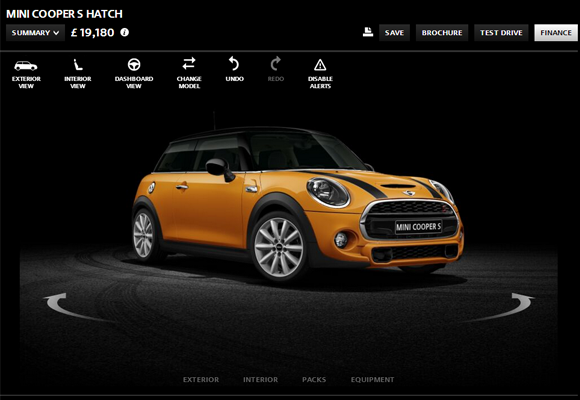 MINI COOPER S HATCH
SUMMARY £ 19,180 i SAVE BROCHURE TEST DRIVE FINANCE
EXTERIOR VIEW
INTERIOR VIEW
DASHBOARD VIEW
CHANGE MODEL
UNDO
REDO
DISABLE ALERTS
MINI COOPER S
EXTERIOR INTERIOR PACKS EQUIPMENT